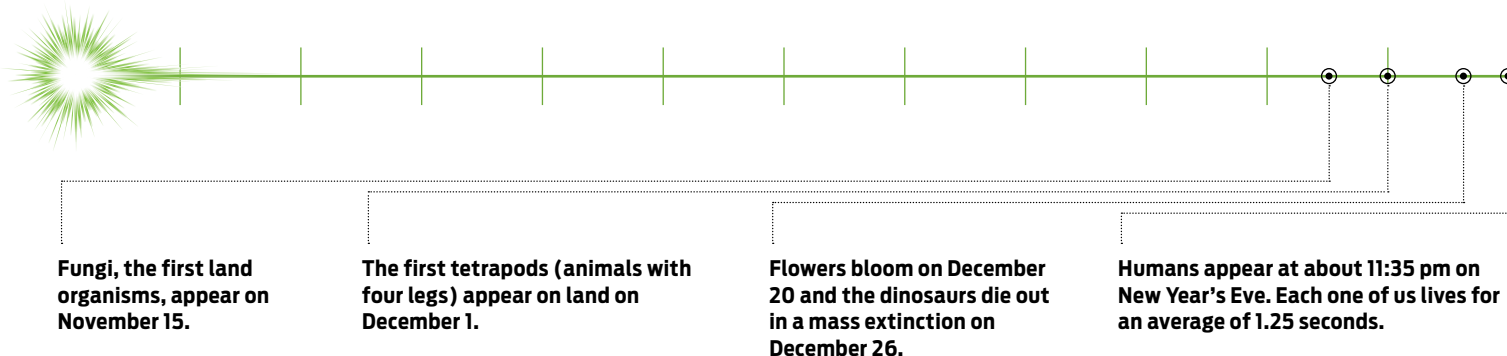 Fungi, the first land
organisms, appear on
November 15.
The first tetrapods (animals with
four legs) appear on land on
December 1.
Flowers bloom on December
20 and the dinosaurs die out
in a mass extinction on
December 26.
Humans appear at about 11:35 pm on
New Year’s Eve. Each one of us lives for
an average of 1.25 seconds.